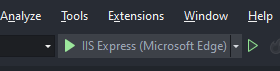 Analyze Tools Extensions Window Help
IIS Express (Microsoft Edge)